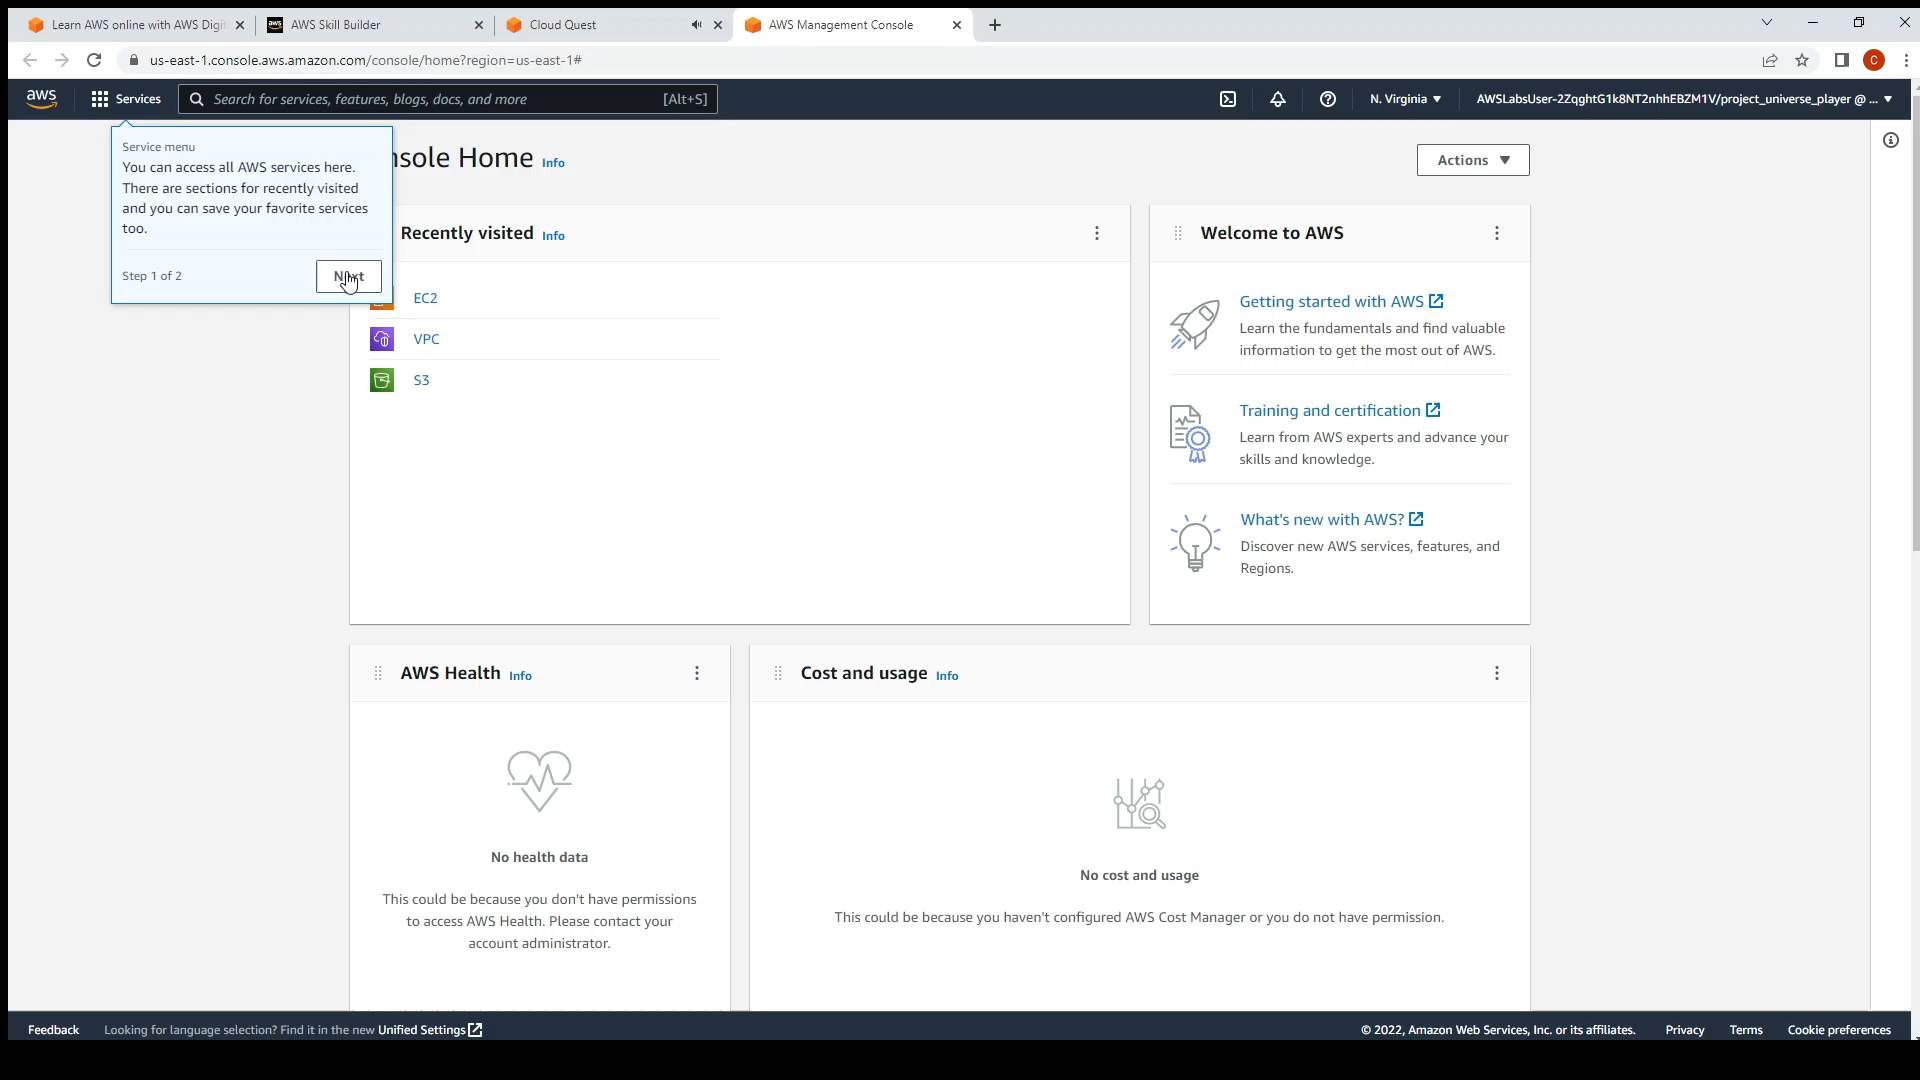 Learn AWS online with AWS Digi
AWS Skill Builder
Cloud Quest
AWS Management Console
us-east-1.console.aws.amazon.com/console/home?region=us-east-1#
C
aws
Services
Search for services, features, blogs, docs, and more
[Alt+S]
N. Virginia
AWSLabsUser-2ZqghtG1k8NT2nhhEBZM1V/project_universe_player @ ...
Service menu
You can access all AWS services here.
There are sections for recently visited
and you can save your favorite services
too.
Step 1 of 2
Next
nsole Home Info
Actions
Recently visited Info
EC2
VPC
S3
Welcome to AWS
Getting started with AWS
Learn the fundamentals and find valuable
information to get the most out of AWS.
Training and certification
Learn from AWS experts and advance your
skills and knowledge.
What's new with AWS?
Discover new AWS services, features, and
Regions.
AWS Health Info
No health data
This could be because you don't have permissions
to access AWS Health. Please contact your
account administrator.
Cost and usage Info
No cost and usage
This could be because you haven't configured AWS Cost Manager or you do not have permission.
Feedback
Looking for language selection? Find it in the new Unified Settings
© 2022, Amazon Web Services, Inc. or its affiliates.
Privacy
Terms
Cookie preferences